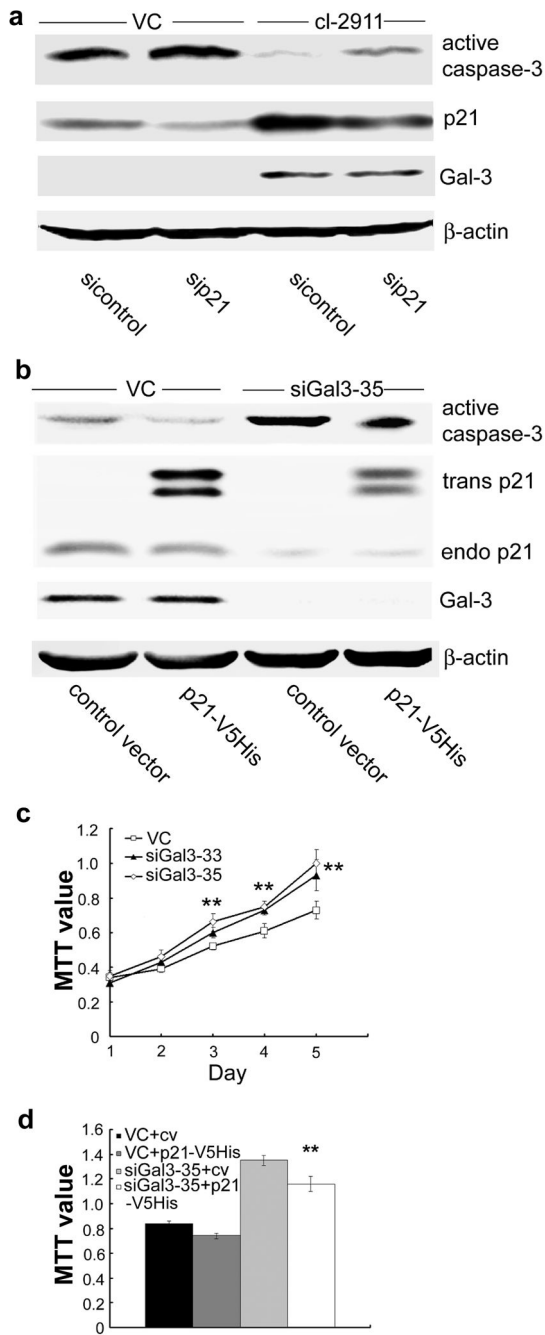 a
VC cl-2911
active
caspase-3
p21
Gal-3
β-actin
sicontrol sip21 sicontrol sip21
b
VC siGal3-35
active
caspase-3
trans p21
endo p21
Gal-3
β-actin
control vector p21-V5His control vector p21-V5His
c
MTT value
1.2
1.0
0.8
0.6
0.4
0.2
0
VC
siGal3-33
siGal3-35
** ** **
1 2 3 4 5
Day
d
MTT value
1.6
1.4
1.2
1.0
0.8
0.6
0.4
0.2
0
VC+cv
VC+p21-V5His
siGal3-35+cv
siGal3-35+p21
-V5His
**